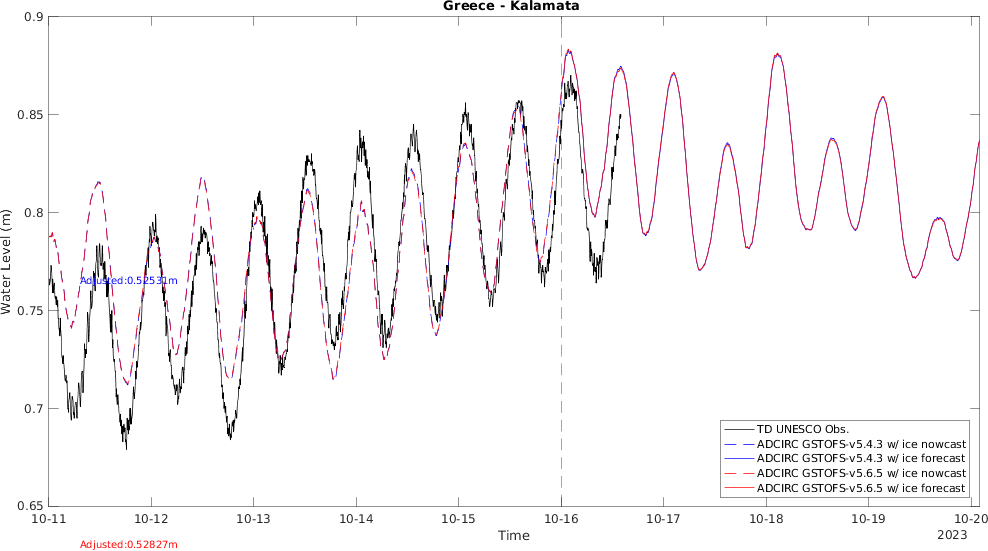 Greece - Kalamata
0.9
0.85
0.8
0.75
0.7
0.65
Water Level (m)
Adjusted:0.52531m
TD UNESCO Obs.
ADCIRC GSTOFS-v5.4.3 w/ ice nowcast
ADCIRC GSTOFS-v5.4.3 w/ ice forecast
ADCIRC GSTOFS-v5.6.5 w/ ice nowcast
ADCIRC GSTOFS-v5.6.5 w/ ice forecast
10-11 10-12 10-13 10-14 10-15 10-16 10-17 10-18 10-19 10-20
Time
2023
Adjusted:0.52827m